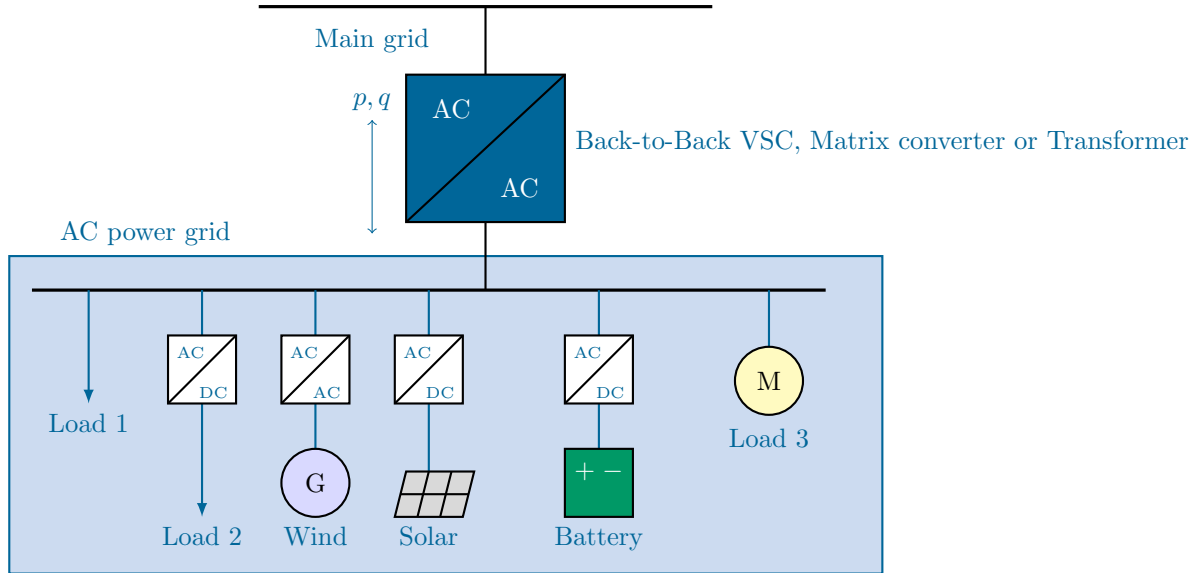 Main grid
p, q
AC
Back-to-Back VSC, Matrix converter or Transformer
AC
AC power grid
AC
DC
AC
AC
AC
DC
AC
DC
M
Load 1
Load 3
G
+ −
Load 2
Wind
Solar
Battery